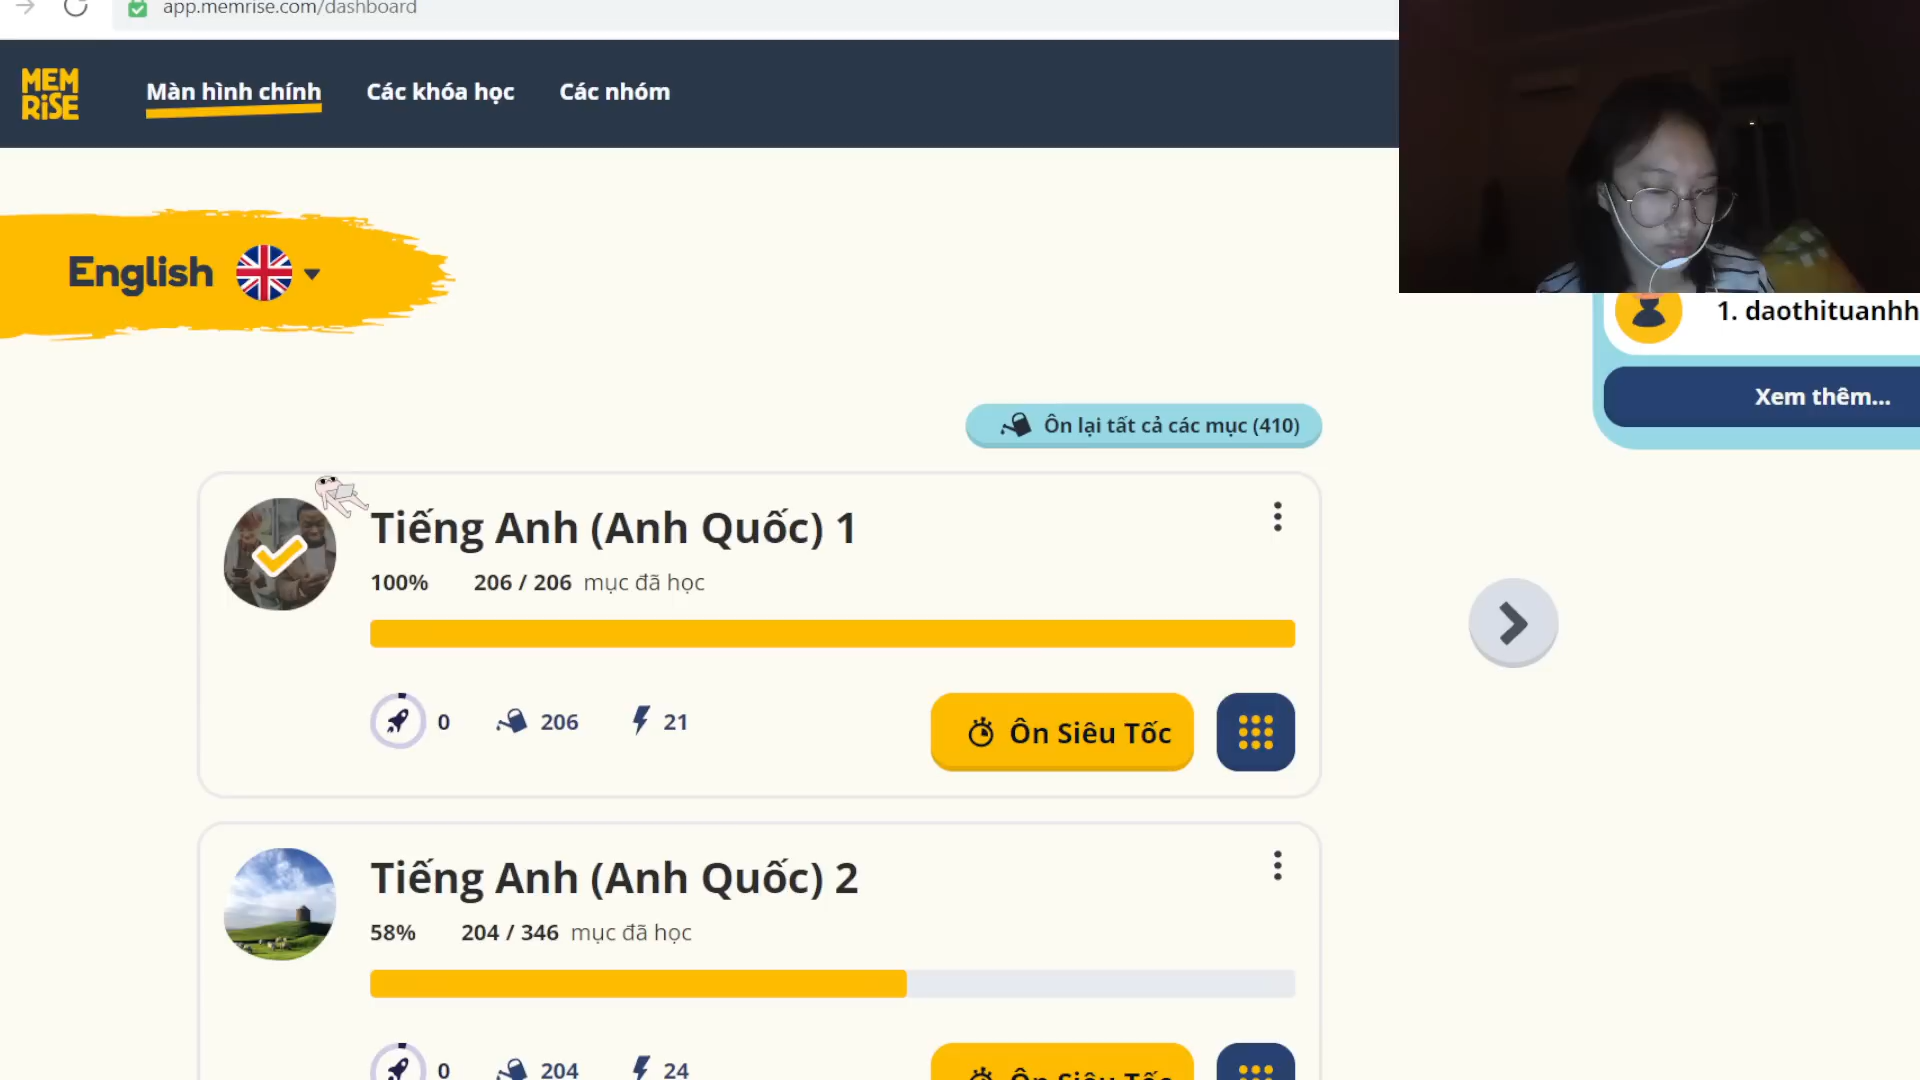 app.memrise.com/dashboard
MEM
RiSE
Màn hình chính
Các khóa học
Các nhóm
English
1. daothituanhh
Xem thêm...
Ôn lại tất cả các mục (410)
Tiếng Anh (Anh Quốc) 1
100% 206 / 206 mục đã học
0 206 21
Ôn Siêu Tốc
Tiếng Anh (Anh Quốc) 2
58% 204 / 346 mục đã học
0 204 24
Ôn Siêu Tốc